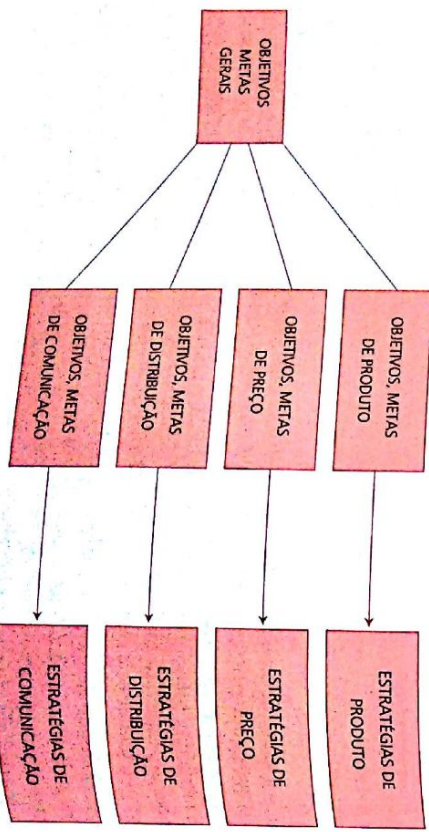 OBJETIVOS
METAS
GERAIS
OBJETIVOS, METAS
DE PRODUTO
OBJETIVOS, METAS
DE PREÇO
OBJETIVOS, METAS
DE DISTRIBUIÇÃO
OBJETIVOS, METAS
DE COMUNICAÇÃO
ESTRATÉGIAS DE
PRODUTO
ESTRATÉGIAS DE
PREÇO
ESTRATÉGIAS DE
DISTRIBUIÇÃO
ESTRATÉGIAS DE
COMUNICAÇÃO